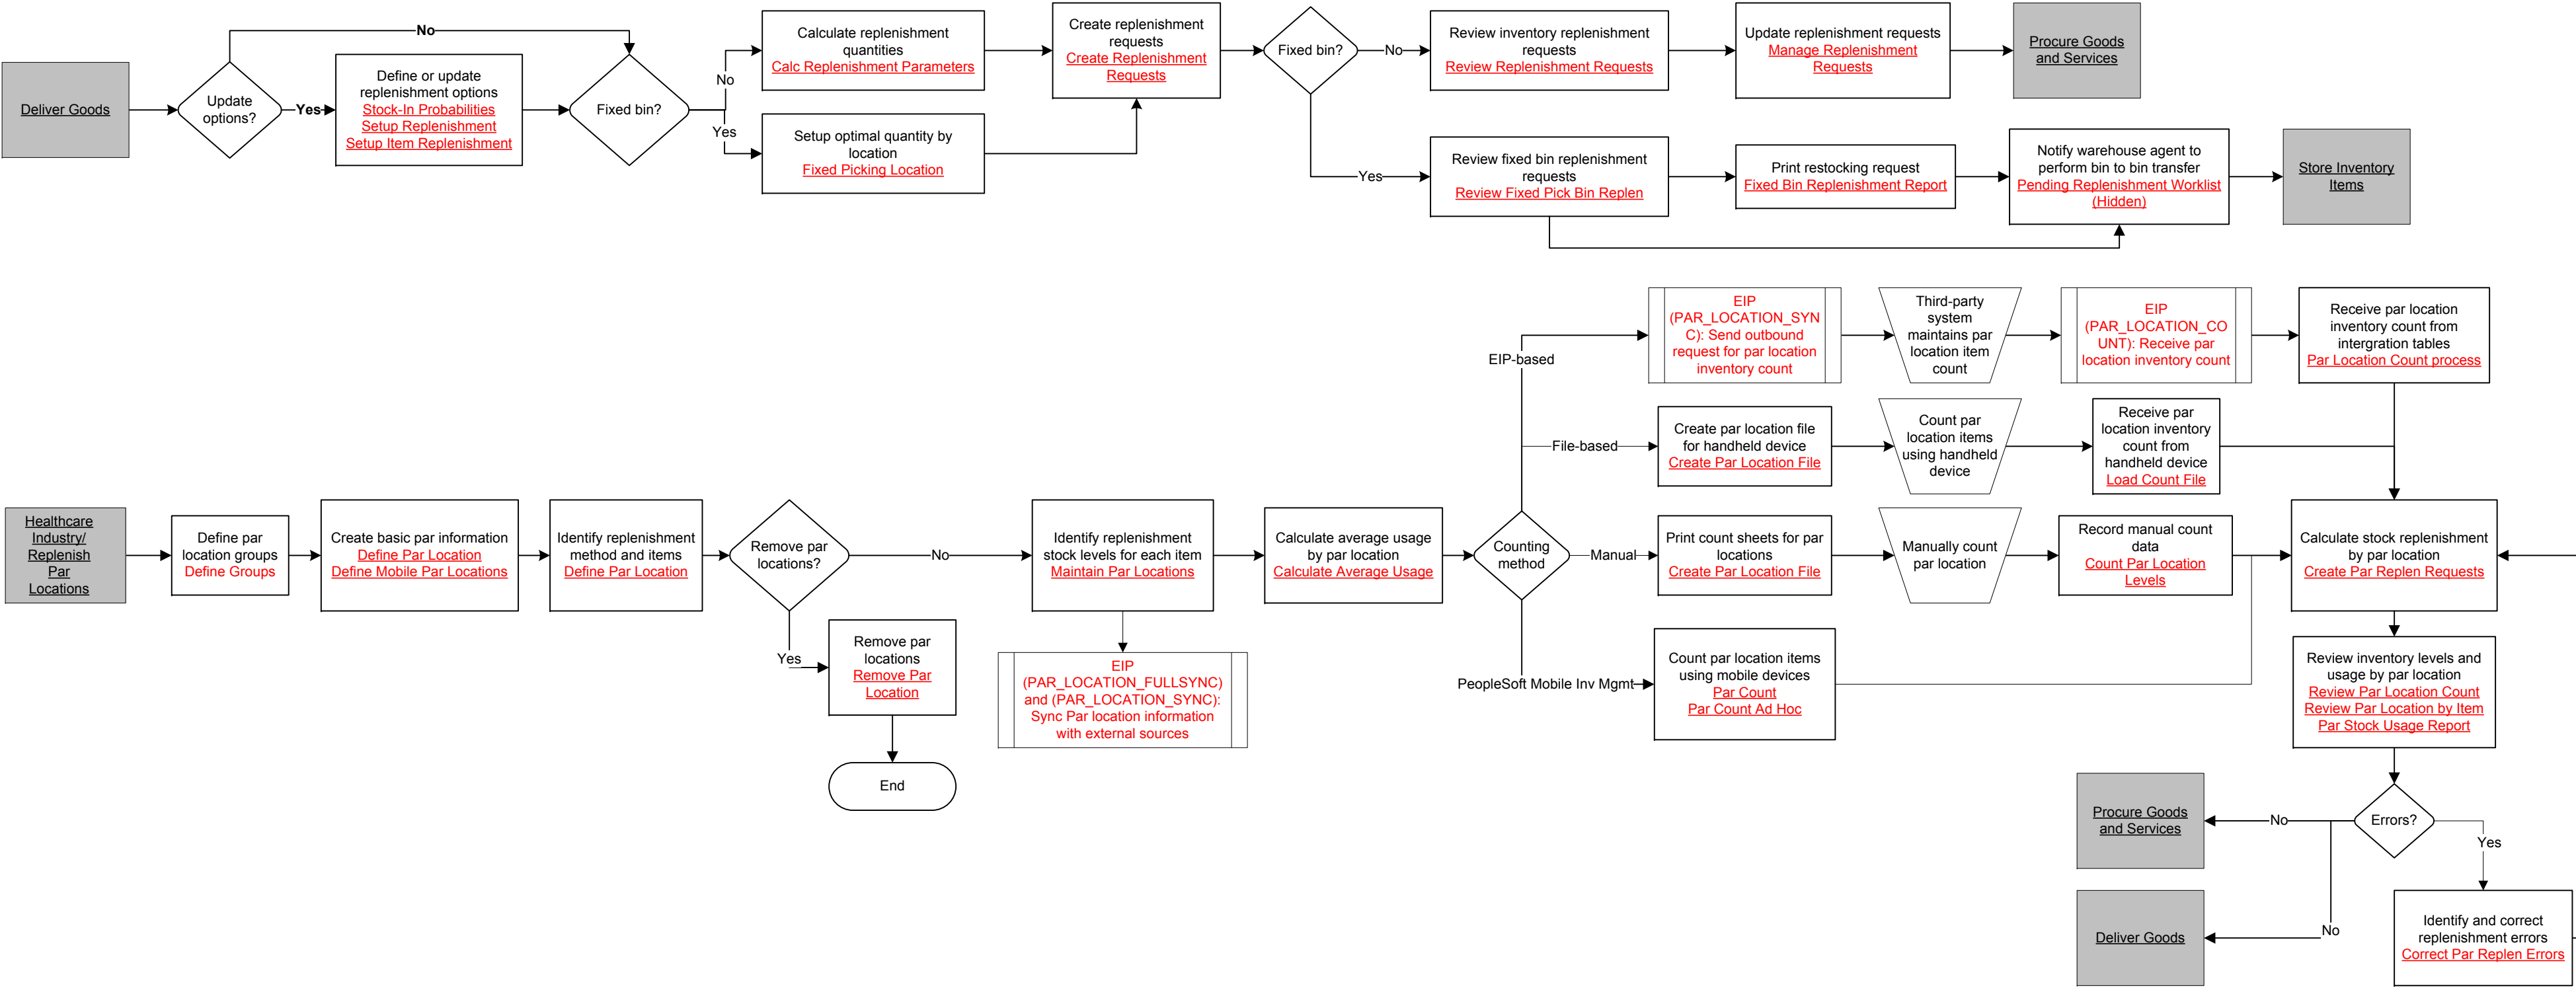 Deliver Goods
Update
options?
No
Yes
Define or update
replenishment options
Stock-In Probabilities
Setup Replenishment
Setup Item Replenishment
Fixed bin?
No
Yes
Calculate replenishment
quantities
Calc Replenishment Parameters
Setup optimal quantity by
location
Fixed Picking Location
Create replenishment
requests
Create Replenishment
Requests
Fixed bin?
No
Yes
Review inventory replenishment
requests
Review Replenishment Requests
Update replenishment requests
Manage Replenishment
Requests
Procure Goods
and Services
Review fixed bin replenishment
requests
Review Fixed Pick Bin Replen
Print restocking request
Fixed Bin Replenishment Report
Notify warehouse agent to
perform bin to bin transfer
Pending Replenishment Worklist
(Hidden)
Store Inventory
Items
Healthcare
Industry/
Replenish
Par
Locations
Define par
location groups
Define Groups
Create basic par information
Define Par Location
Define Mobile Par Locations
Identify replenishment
method and items
Define Par Location
Remove par
locations?
No
Yes
Remove par
locations
Remove Par
Location
End
Identify replenishment
stock levels for each item
Maintain Par Locations
EIP
(PAR_LOCATION_FULLSYNC)
and (PAR_LOCATION_SYNC):
Sync Par location information
with external sources
Calculate average usage
by par location
Calculate Average Usage
Counting
method
EIP-based
EIP
(PAR_LOCATION_SYN
C): Send outbound
request for par location
inventory count
Third-party
system
maintains par
location item
count
EIP
(PAR_LOCATION_CO
UNT): Receive par
location inventory count
Receive par location
inventory count from
intergration tables
Par Location Count process
File-based
Create par location file
for handheld device
Create Par Location File
Count par
location items
using handheld
device
Receive par
location inventory
count from
handheld device
Load Count File
Manual
Print count sheets for par
locations
Create Par Location File
Manually count
par location
Record manual count
data
Count Par Location
Levels
PeopleSoft Mobile Inv Mgmt
Count par location items
using mobile devices
Par Count
Par Count Ad Hoc
Calculate stock replenishment
by par location
Create Par Replen Requests
Review inventory levels and
usage by par location
Review Par Location Count
Review Par Location by Item
Par Stock Usage Report
Errors?
No
Yes
No
Procure Goods
and Services
Deliver Goods
Identify and correct
replenishment errors
Correct Par Replen Errors